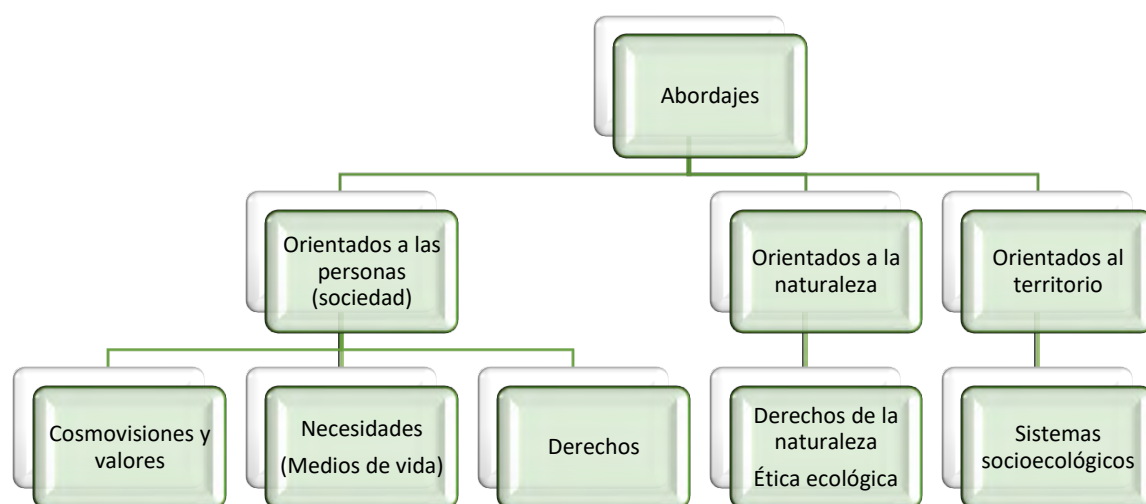 Abordajes
Orientados a las
personas
(sociedad)
Orientados a la
naturaleza
Orientados al
territorio
Cosmovisiones y
valores
Necesidades
(Medios de vida)
Derechos
Derechos de la
naturaleza
Ética ecológica
Sistemas
socioecológicos